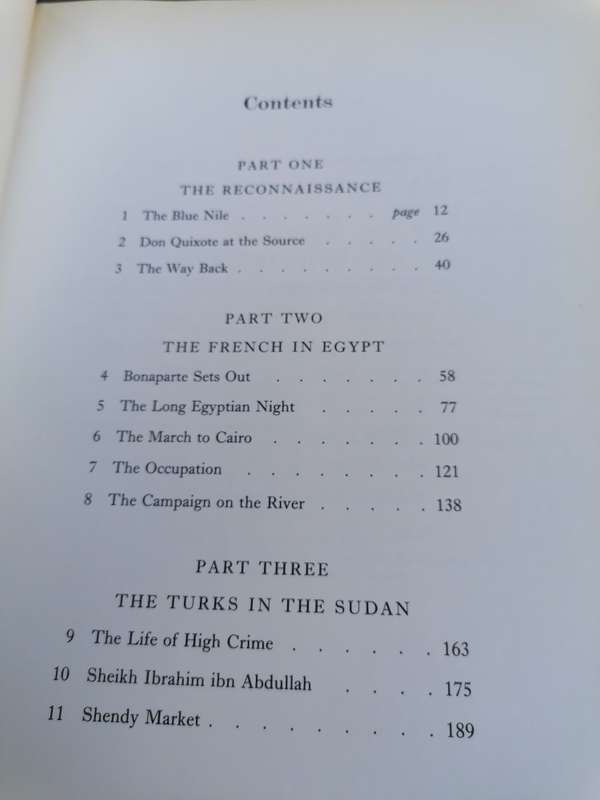 Contents
PART ONE
THE RECONNAISSANCE
1 The Blue Nile . . . . . . . page 12
2 Don Quixote at the Source . . . . . 26
3 The Way Back . . . . . . . . . 40
PART TWO
THE FRENCH IN EGYPT
4 Bonaparte Sets Out . . . . . . . 58
5 The Long Egyptian Night . . . . . 77
6 The March to Cairo . . . . . . . 100
7 The Occupation . . . . . . . . 121
8 The Campaign on the River . . . . . 138
PART THREE
THE TURKS IN THE SUDAN
9 The Life of High Crime . . . . . . 163
10 Sheikh Ibrahim ibn Abdullah . . . . 175
11 Shendy Market . . . . . . . . . 189